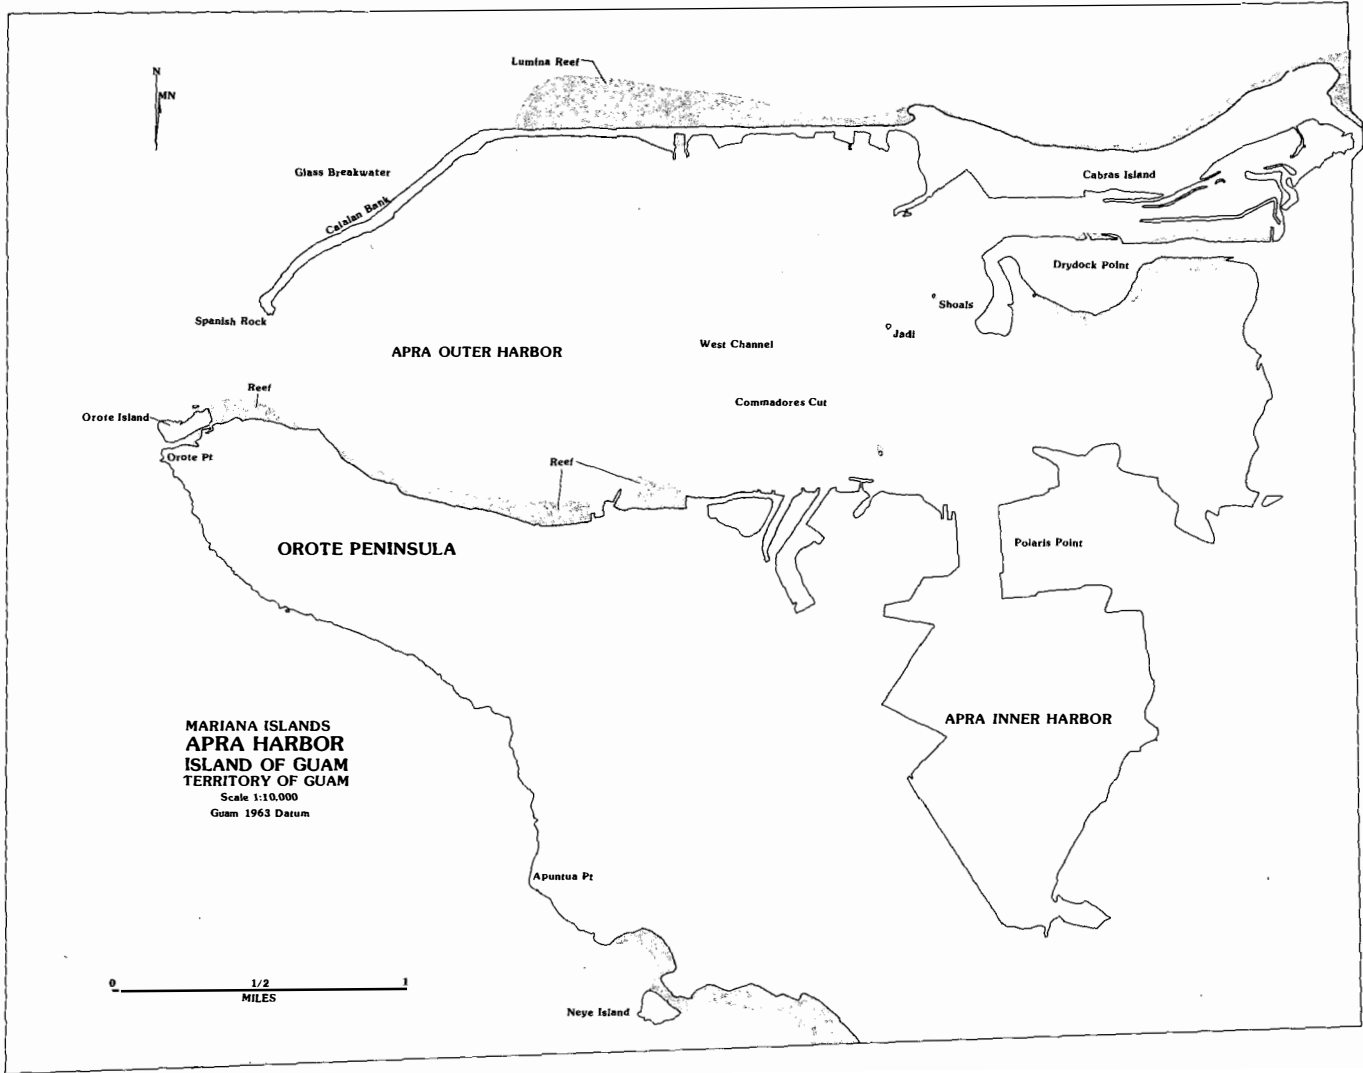 Lumina Reef
N
MN
Glass Breakwater
Catalan Bank
Cabras Island
Drydock Point
Shoals
Spanish Rock
Jadi
APRA OUTER HARBOR
West Channel
Reef
Commadores Cut
Orote Island
Orote Pt
Reef
OROTE PENINSULA
Polaris Point
MARIANA ISLANDS
APRA HARBOR
ISLAND OF GUAM
TERRITORY OF GUAM
Scale 1:10,000
Guam 1963 Datum
APRA INNER HARBOR
Apuntua Pt
0 1/2 1
MILES
Neye Island